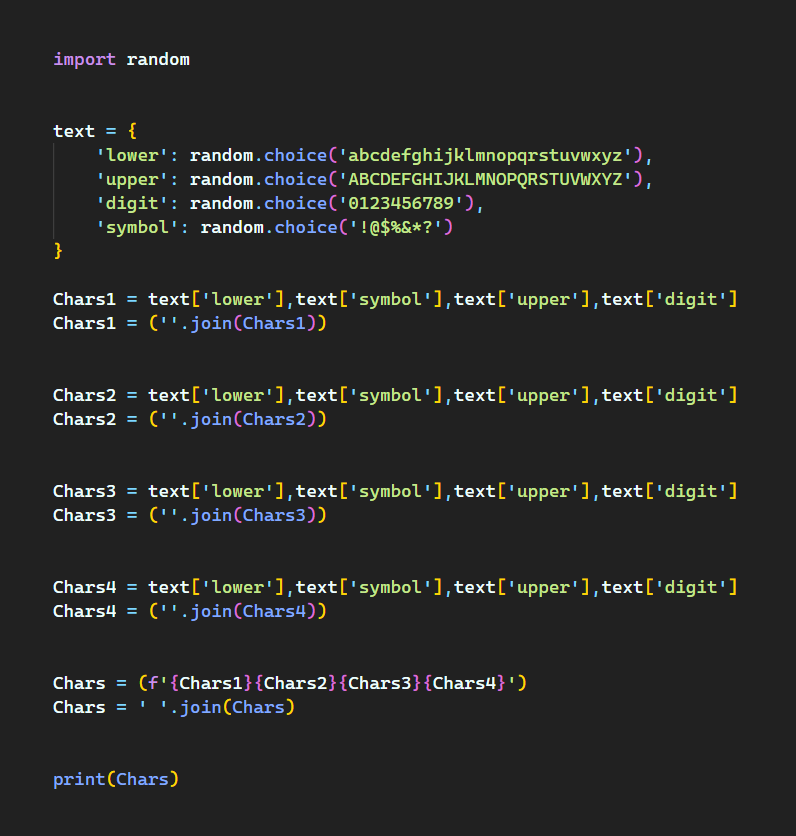 import random
text = {
    'lower': random.choice('abcdefghijklmnopqrstuvwxyz'),
    'upper': random.choice('ABCDEFGHIJKLMNOPQRSTUVWXYZ'),
    'digit': random.choice('0123456789'),
    'symbol': random.choice('!@$%&*?')
}
Chars1 = text['lower'],text['symbol'],text['upper'],text['digit']
Chars1 = (''.join(Chars1))
Chars2 = text['lower'],text['symbol'],text['upper'],text['digit']
Chars2 = (''.join(Chars2))
Chars3 = text['lower'],text['symbol'],text['upper'],text['digit']
Chars3 = (''.join(Chars3))
Chars4 = text['lower'],text['symbol'],text['upper'],text['digit']
Chars4 = (''.join(Chars4))
Chars = (f'{Chars1}{Chars2}{Chars3}{Chars4}')
Chars = ' '.join(Chars)
print(Chars)